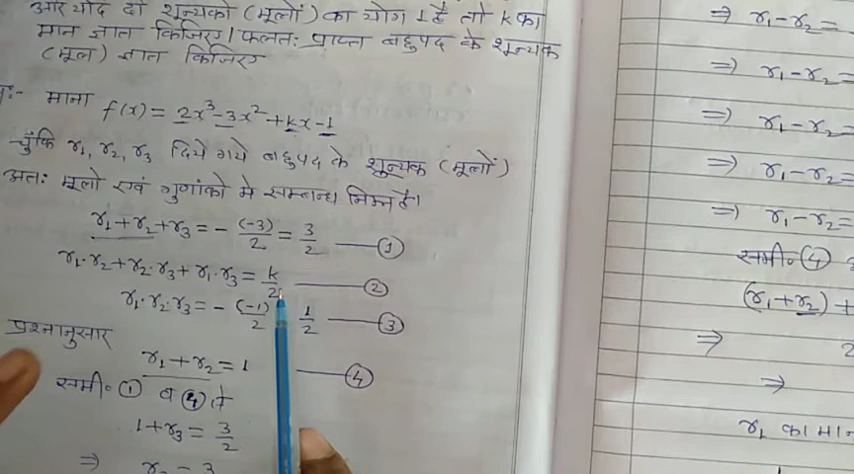 और यदि दो शून्यको (मूलों) का योग 1 है तो K का
मान ज्ञात किजिए। फलतः प्राप्त बहुपद के शून्यक
(मूल) ज्ञात किजिए
:- माना
f(x) = 2x³-3x²+kx-1
चुंकि r₁, r₂, r₃ दिये गये बहुपद के शून्यक (मूलों)
अतः मूलो एवं गुणांको मे सम्बन्ध निम्न है।
r₁+r₂+r₃ = - (-3)/2 = 3/2 —①
r₁·r₂+r₂·r₃+r₁·r₃ = k/2 —②
r₁·r₂·r₃ = - (-1)/2 1/2 —③
प्रश्नानुसार
r₁+r₂ = 1 —④
समी० ① व ④ से
1+r₃ = 3/2
⇒
⇒ r₁-r₂=
⇒ r₁-r₂=
⇒ r₁-r₂=
⇒ r₁-r₂=
⇒ r₁-r₂=
समी० ④
(r₁+r₂)+
⇒ 2
⇒
r₁ का मान